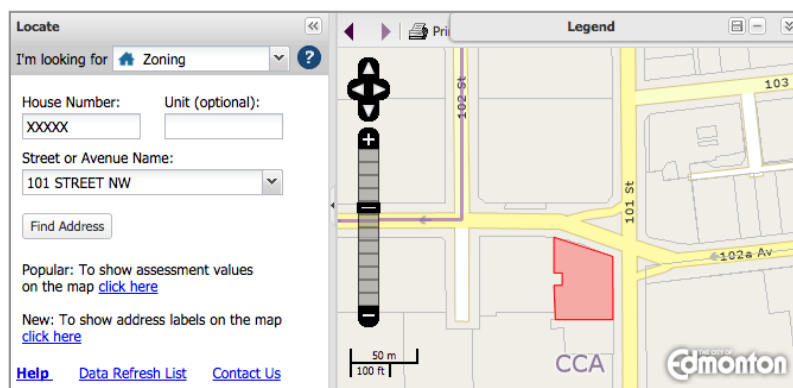 Locate
I'm looking for Zoning
?
House Number: Unit (optional):
XXXXX
Street or Avenue Name:
101 STREET NW
Find Address
Popular: To show assessment values
on the map click here
New: To show address labels on the map
click here
Help Data Refresh List Contact Us
Legend
102 St
103
101 St
102a Av
50 m
100 ft
CCA
THE CITY OF
Edmonton